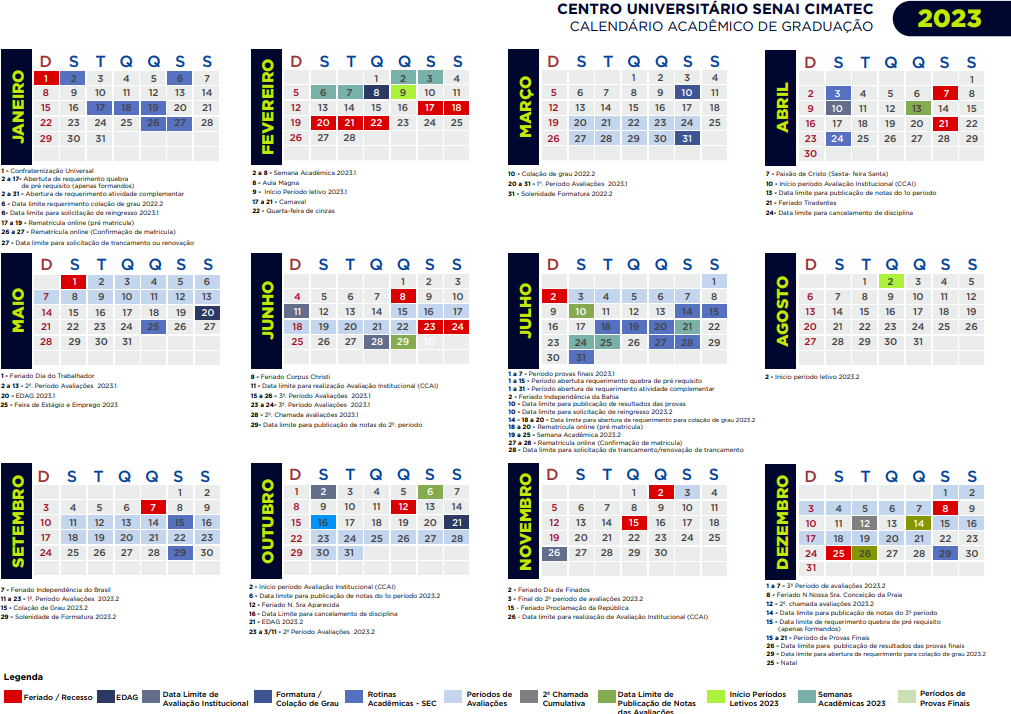 CENTRO UNIVERSITÁRIO SENAI CIMATEC
CALENDÁRIO ACADÊMICO DE GRADUAÇÃO
2023
JANEIRO
D S T Q Q S S
1 2 3 4 5 6 7
8 9 10 11 12 13 14
15 16 17 18 19 20 21
22 23 24 25 26 27 28
29 30 31
1 - Confraternização Universal
2 a 17- Abertuta de requerimento quebra
de pré requisito (apenas formandos)
2 a 31 - Abertura de requerimento atividade complementar
6 - Data limite requerimento colação de grau 2022.2
6- Data limite para solicitação de reingresso 2023.1
17 a 19 - Rematrícula online (pré matricula)
26 a 27 - Rematrícula online (Confirmação de matricula)
27 - Data limite para solicitação de trancamento ou renovação
FEVEREIRO
D S T Q Q S S
1 2 3 4
5 6 7 8 9 10 11
12 13 14 15 16 17 18
19 20 21 22 23 24 25
26 27 28
2 a 8 - Semana Acadêmica 2023.1
8 - Aula Magna
9 - Início Período letivo 2023.1
17 a 21 - Carnaval
22 - Quarta-feira de cinzas
MARÇO
D S T Q Q S S
1 2 3 4
5 6 7 8 9 10 11
12 13 14 15 16 17 18
19 20 21 22 23 24 25
26 27 28 29 30 31
10 - Colação de grau 2022.2
20 a 31 - 1º. Período Avaliações 2023.1
31 - Solenidade Formatura 2022.2
ABRIL
D S T Q Q S S
1
2 3 4 5 6 7 8
9 10 11 12 13 14 15
16 17 18 19 20 21 22
23 24 25 26 27 28 29
30
7 - Paixão de Cristo (Sexta- feira Santa)
10 - Início período Avaliação Institucional (CCAI)
13 - Data limite para publicação de notas do 1o período
21 - Feriado Tiradentes
24- Data limite para cancelamento de disciplina
MAIO
D S T Q Q S S
1 2 3 4 5 6
7 8 9 10 11 12 13
14 15 16 17 18 19 20
21 22 23 24 25 26 27
28 29 30 31
1 - Feriado Dia do Trabalhador
2 a 13 - 2º. Período Avaliações 2023.1
20 - EDAG 2023.1
25 - Feira de Estágio e Emprego 2023
JUNHO
D S T Q Q S S
1 2 3
4 5 6 7 8 9 10
11 12 13 14 15 16 17
18 19 20 21 22 23 24
25 26 27 28 29 30
8 - Feriado Corpus Christi
11 - Data limite para realização Avaliação Institucional (CCAI)
15 a 26 - 3º. Período Avaliações 2023.1
23 a 24- 3º. Período Avaliações 2023.1
28 - 2ª. Chamada avaliações 2023.1
29- Data limite para publicação de notas do 2º. período
JULHO
D S T Q Q S S
1
2 3 4 5 6 7 8
9 10 11 12 13 14 15
16 17 18 19 20 21 22
23 24 25 26 27 28 29
30 31
1 a 7 - Período provas finais 2023.1
1 a 15 - Período abertuta requerimento quebra de pré requisito
1 a 31 - Período abertura de requerimento atividade complementar
2 - Feriado Independência da Bahia
10 - Data limite para publicação de resultados das provas
10 - Data limite para solicitação de reingresso 2023.2
14 - 18 a 20 - Data limite para abertura de requerimento para colação de grau 2023.2
18 a 20 - Rematrícula online (pré matricula)
19 a 25 - Semana Acadêmica 2023.2
27 a 28 - Rematrícula online (Confirmação de matricula)
28 - Data limite para solicitação de trancamento/renovação de trancamento
AGOSTO
D S T Q Q S S
1 2 3 4 5
6 7 8 9 10 11 12
13 14 15 16 17 18 19
20 21 22 23 24 25 26
27 28 29 30 31
2 - Início período letivo 2023.2
SETEMBRO
D S T Q Q S S
1 2
3 4 5 6 7 8 9
10 11 12 13 14 15 16
17 18 19 20 21 22 23
24 25 26 27 28 29 30
7 - Feriado Independência do Brasil
11 a 23 - 1º. Período Avaliações 2023.2
15 - Colação de Grau 2023.2
29 - Solenidade de Formatura 2023.2
OUTUBRO
D S T Q Q S S
1 2 3 4 5 6 7
8 9 10 11 12 13 14
15 16 17 18 19 20 21
22 23 24 25 26 27 28
29 30 31
2 - Início período Avaliação Institucional (CCAI)
6 - Data limite para publicação de notas do 1o período 2023.2
12 - Feriado N. Sra Aparecida
16 - Data Limite para cancelamento de disciplina
21 - EDAG 2023.2
23 a 3/11 - 2º Período Avaliações 2023.2
NOVEMBRO
D S T Q Q S S
1 2 3 4
5 6 7 8 9 10 11
12 13 14 15 16 17 18
19 20 21 22 23 24 25
26 27 28 29 30
2 - Feriado Dia de Finados
3 - Final do 2º período de avaliações 2023.2
15 - Feriado Proclamação da República
26 - Data limite para realização de Avaliação Institucional (CCAI)
DEZEMBRO
D S T Q Q S S
1 2
3 4 5 6 7 8 9
10 11 12 13 14 15 16
17 18 19 20 21 22 23
24 25 26 27 28 29 30
31
1 a 7 - 3º Período de avaliações 2023.2
8 - Feriado N Nossa Sra. Conceição da Praia
12 - 2ª. chamada avaliações 2023.2
14 - Data limite para publicação de notas do 3º período
15 - Data limite de requerimento quebra de pré requisito
(apenas formandos)
15 a 21 - Período de Provas Finais
26 - Data limite para publicação de resultados das provas finais
29 - Data limite para abertura de requerimento para colação de grau 2023.2
25 - Natal
Legenda
Feriado / Recesso
EDAG
Data Limite de
Avaliação Institucional
Formatura /
Colação de Grau
Rotinas
Acadêmicas - SEC
Períodos de
Avaliações
2ª Chamada
Cumulativa
Data Limite de
Publicação de Notas
das Avaliações
Início Períodos
Letivos 2023
Semanas
Acadêmicas 2023
Períodos de
Provas Finais